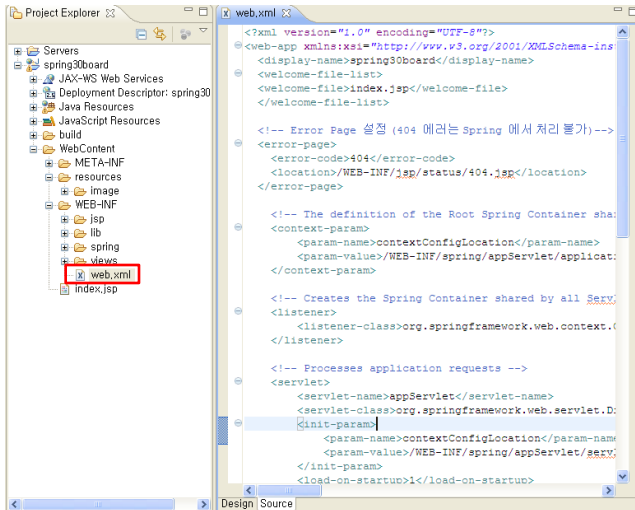 Project Explorer
Servers
spring30board
JAX-WS Web Services
Deployment Descriptor: spring30
Java Resources
JavaScript Resources
build
WebContent
META-INF
resources
image
WEB-INF
jsp
lib
spring
views
web.xml
index.jsp
web.xml
<?xml version="1.0" encoding="UTF-8"?>
<web-app xmlns:xsi="http://www.w3.org/2001/XMLSchema-ins
<display-name>spring30board</display-name>
<welcome-file-list>
<welcome-file>index.jsp</welcome-file>
</welcome-file-list>
<!-- Error Page 설정 (404 에러는 Spring 에서 처리 불가)-->
<error-page>
<error-code>404</error-code>
<location>/WEB-INF/jsp/status/404.jsp</location>
</error-page>
<!-- The definition of the Root Spring Container sha
<context-param>
<param-name>contextConfigLocation</param-name>
<param-value>/WEB-INF/spring/appServlet/applicat
</context-param>
<!-- Creates the Spring Container shared by all Serv
<listener>
<listener-class>org.springframework.web.context.C
</listener>
<!-- Processes application requests -->
<servlet>
<servlet-name>appServlet</servlet-name>
<servlet-class>org.springframework.web.servlet.D
<init-param>
<param-name>contextConfigLocation</param-name
<param-value>/WEB-INF/spring/appServlet/serv
</init-param>
<load-on-startup>1</load-on-startup>
Design Source